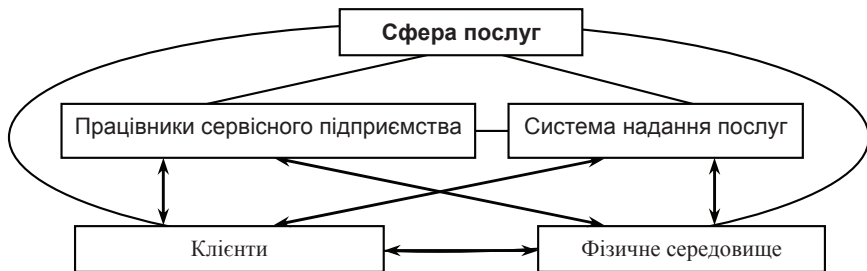 Сфера послуг
Працівники сервісного підприємства
Система надання послуг
Клієнти
Фізичне середовище